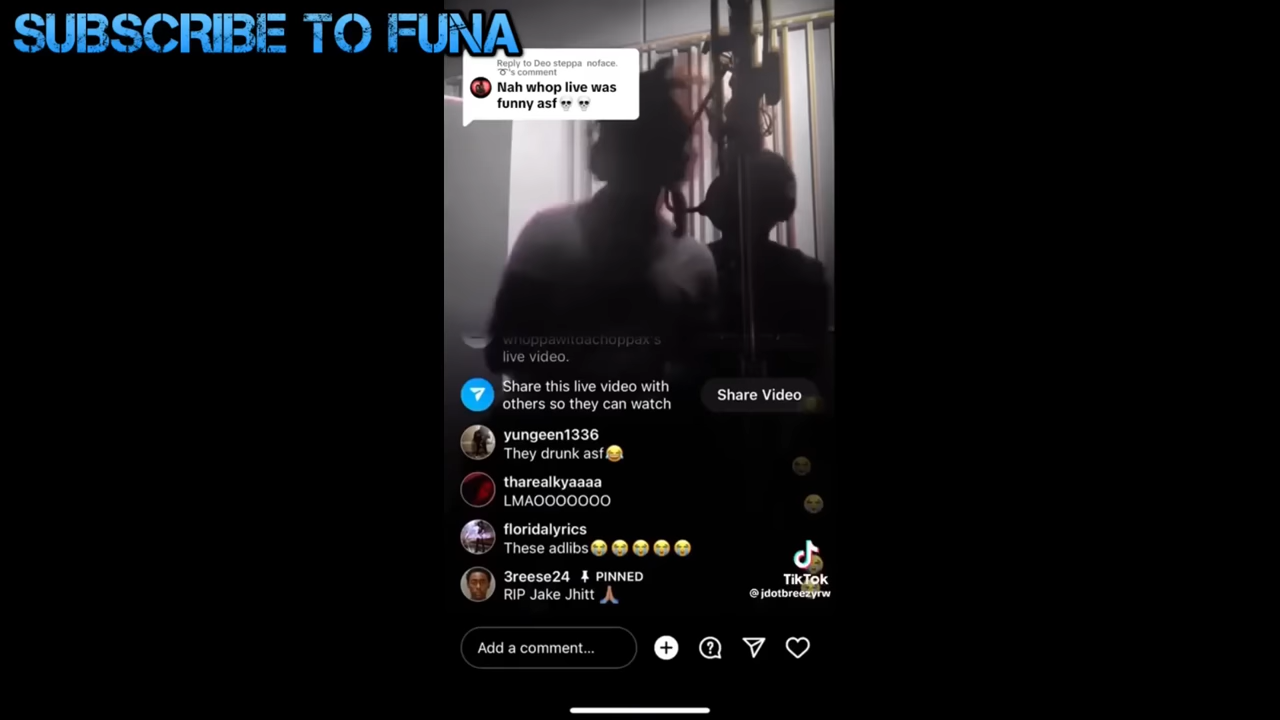 SUBSCRIBE TO FUNA
Reply to Deo steppa noface.
's comment
Nah whop live was
funny asf💀💀
whoppawitdachoppax's
live video.
Share this live video with
others so they can watch
Share Video
yungeen1336
They drunk asf😂
tharealkyaaaa
LMAOOOOOOO
floridalyrics
These adlibs😭😭😭😭😭
3reese24 📌 PINNED
RIP Jake Jhitt 🙏🏽
TikTok
@jdotbreezyrw
Add a comment...